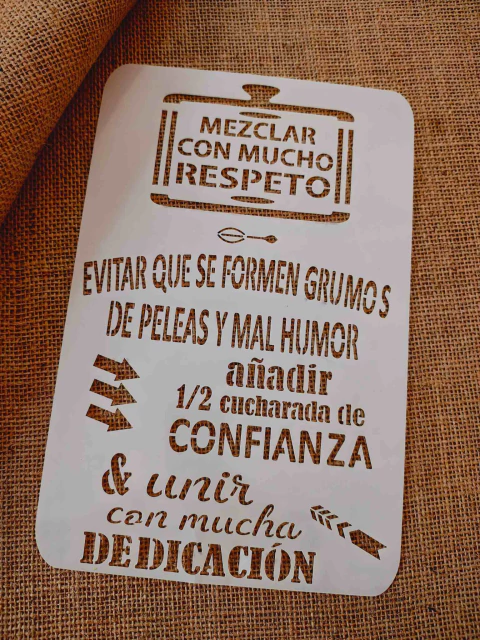 MEZCLAR
CON MUCHO
RESPETO
EVITAR QUE SE FORMEN GRUMOS
DE PELEAS Y MAL HUMOR
añadir
1/2 cucharada de
CONFIANZA
& unir
con mucha
DEDICACIÓN